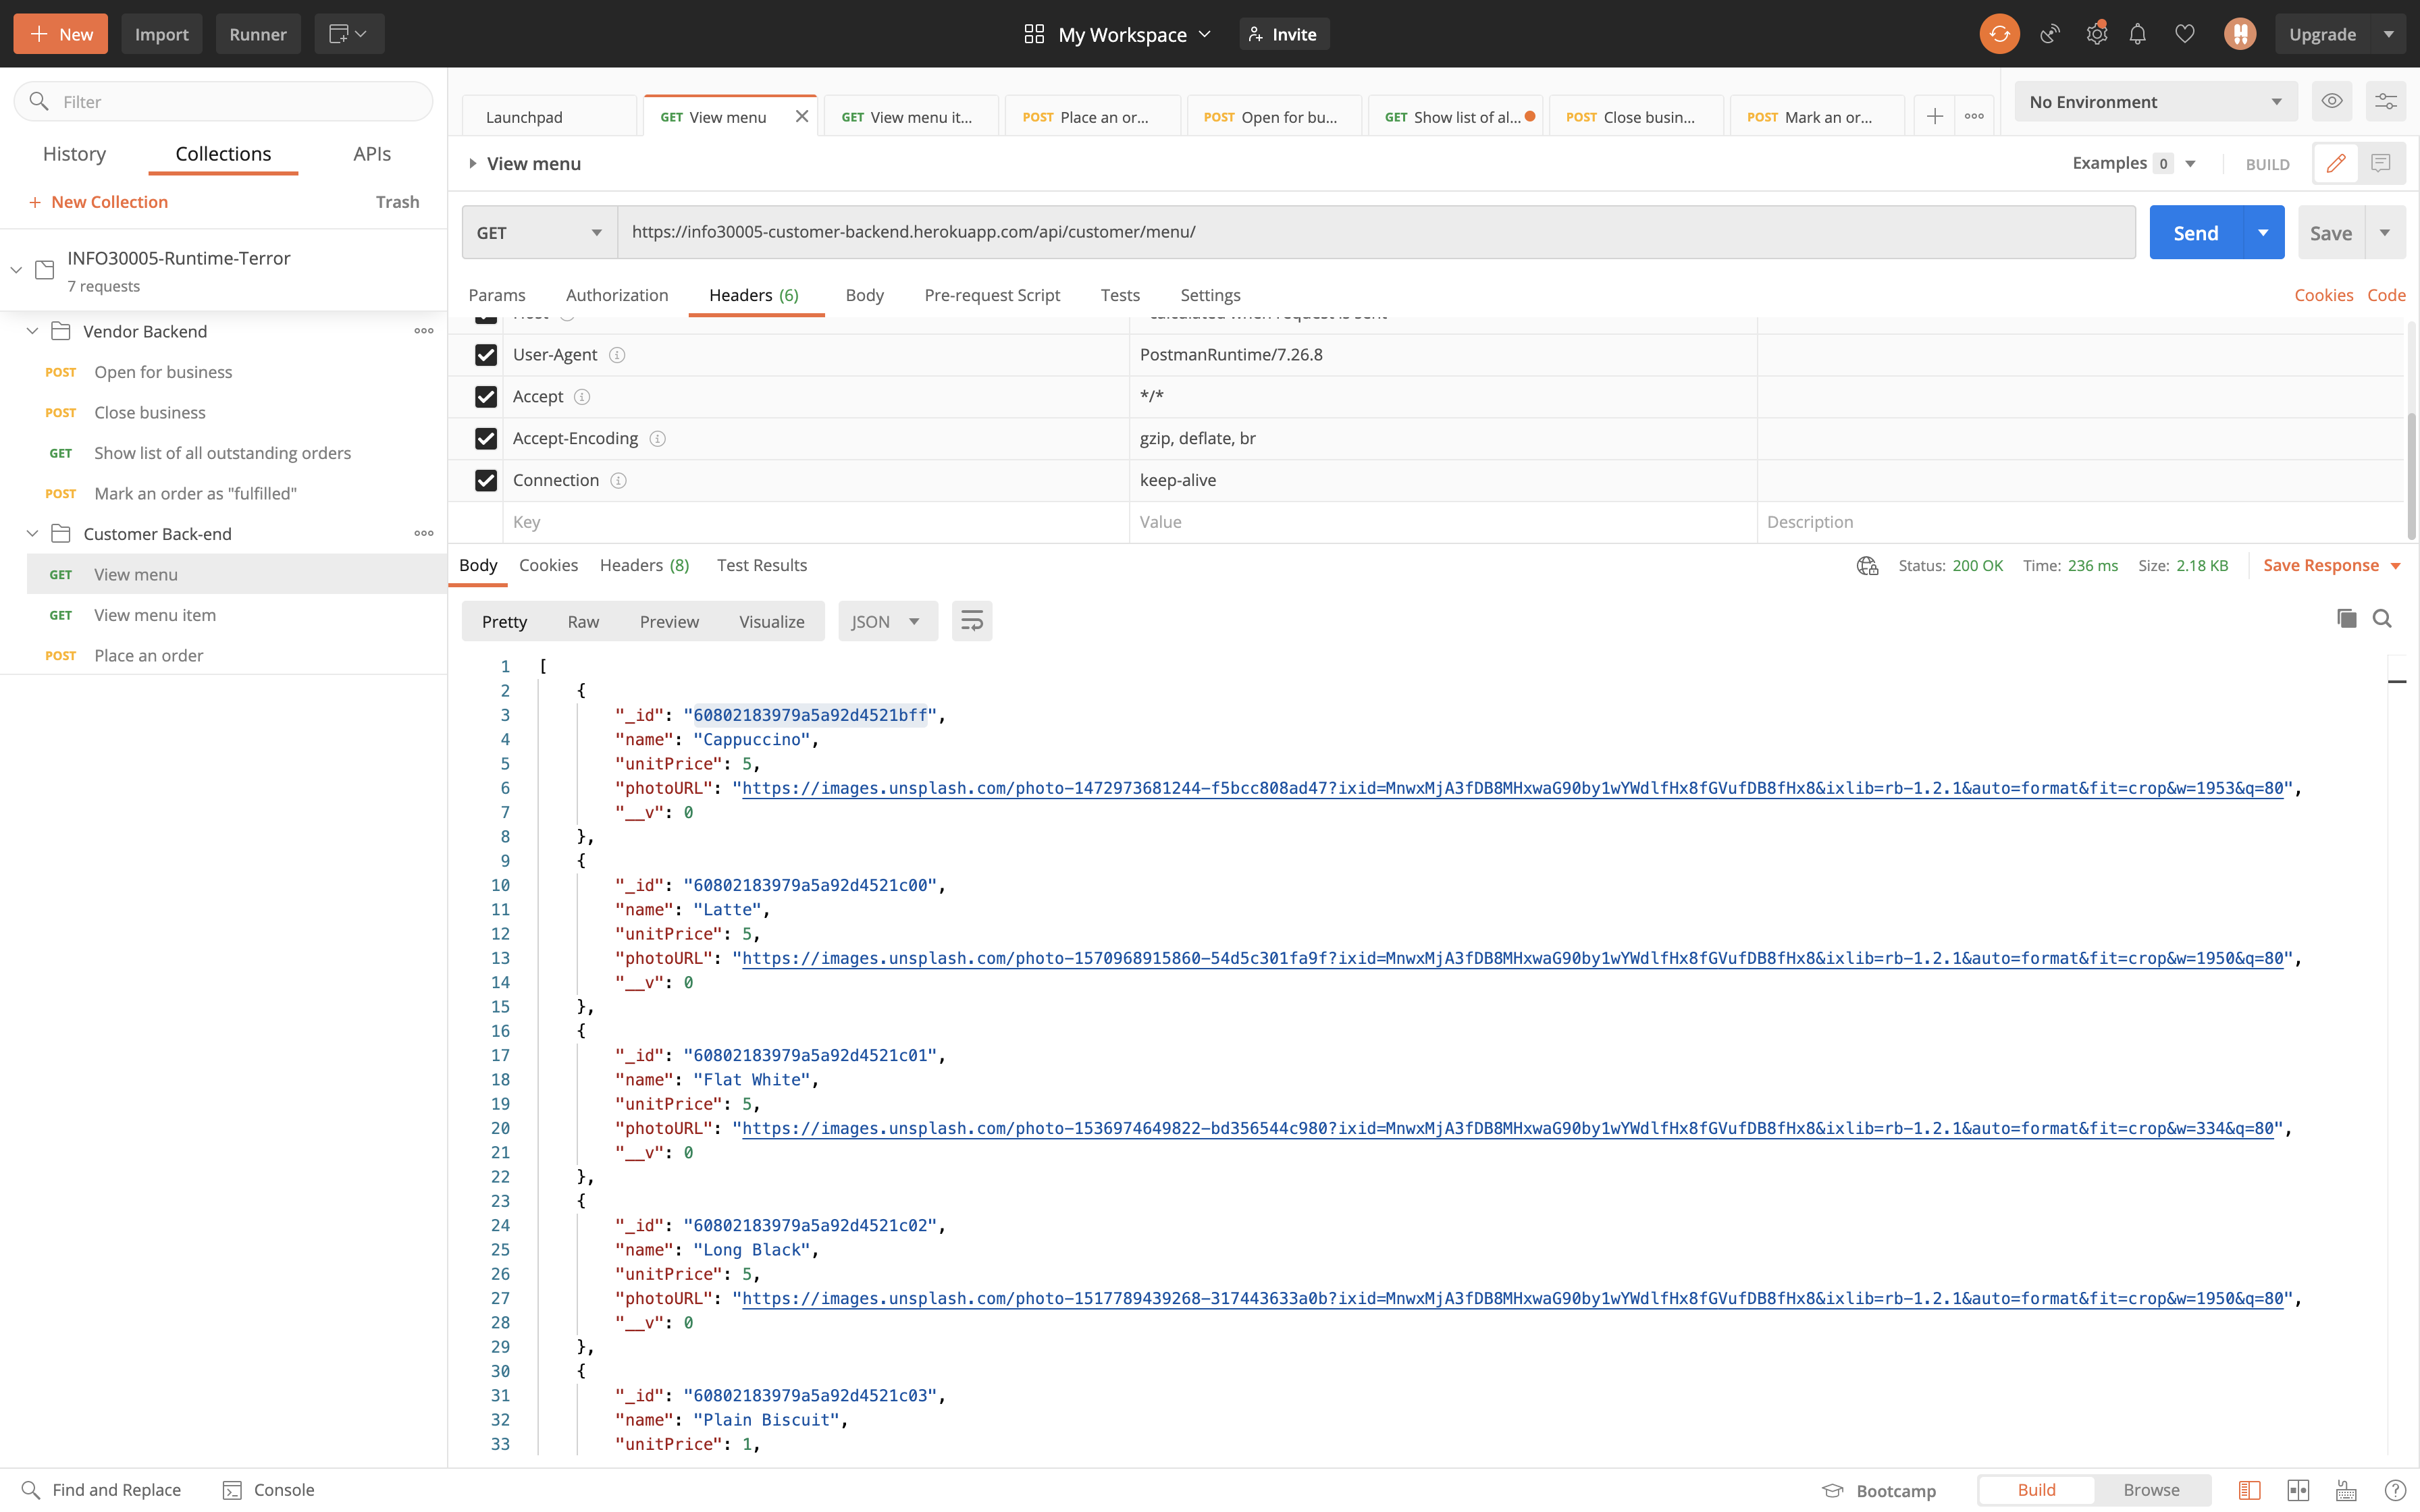 New
Import
Runner
My Workspace
Invite
Upgrade
Filter
History
Collections
APIs
New Collection
Trash
INFO30005-Runtime-Terror
7 requests
Vendor Backend
POST Open for business
POST Close business
GET Show list of all outstanding orders
POST Mark an order as "fulfilled"
Customer Back-end
GET View menu
GET View menu item
POST Place an order
Launchpad
GET View menu
GET View menu it...
POST Place an or...
POST Open for bu...
GET Show list of al...
POST Close busin...
POST Mark an or...
No Environment
View menu
Examples 0
BUILD
GET
https://info30005-customer-backend.herokuapp.com/api/customer/menu/
Send
Save
Params
Authorization
Headers (6)
Body
Pre-request Script
Tests
Settings
Cookies
Code
User-Agent
PostmanRuntime/7.26.8
Accept
*/*
Accept-Encoding
gzip, deflate, br
Connection
keep-alive
Key
Value
Description
Body
Cookies
Headers (8)
Test Results
Status: 200 OK
Time: 236 ms
Size: 2.18 KB
Save Response
Pretty
Raw
Preview
Visualize
JSON
1 [
2 {
3 "_id": "60802183979a5a92d4521bff",
4 "name": "Cappuccino",
5 "unitPrice": 5,
6 "photoURL": "https://images.unsplash.com/photo-1472973681244-f5bcc808ad47?ixid=MnwxMjA3fDB8MHxwaG90by1wYWdlfHx8fGVufDB8fHx8&ixlib=rb-1.2.1&auto=format&fit=crop&w=1953&q=80",
7 "__v": 0
8 },
9 {
10 "_id": "60802183979a5a92d4521c00",
11 "name": "Latte",
12 "unitPrice": 5,
13 "photoURL": "https://images.unsplash.com/photo-1570968915860-54d5c301fa9f?ixid=MnwxMjA3fDB8MHxwaG90by1wYWdlfHx8fGVufDB8fHx8&ixlib=rb-1.2.1&auto=format&fit=crop&w=1950&q=80",
14 "__v": 0
15 },
16 {
17 "_id": "60802183979a5a92d4521c01",
18 "name": "Flat White",
19 "unitPrice": 5,
20 "photoURL": "https://images.unsplash.com/photo-1536974649822-bd356544c980?ixid=MnwxMjA3fDB8MHxwaG90by1wYWdlfHx8fGVufDB8fHx8&ixlib=rb-1.2.1&auto=format&fit=crop&w=334&q=80",
21 "__v": 0
22 },
23 {
24 "_id": "60802183979a5a92d4521c02",
25 "name": "Long Black",
26 "unitPrice": 5,
27 "photoURL": "https://images.unsplash.com/photo-1517789439268-317443633a0b?ixid=MnwxMjA3fDB8MHxwaG90by1wYWdlfHx8fGVufDB8fHx8&ixlib=rb-1.2.1&auto=format&fit=crop&w=1950&q=80",
28 "__v": 0
29 },
30 {
31 "_id": "60802183979a5a92d4521c03",
32 "name": "Plain Biscuit",
33 "unitPrice": 1,
Find and Replace
Console
Bootcamp
Build
Browse